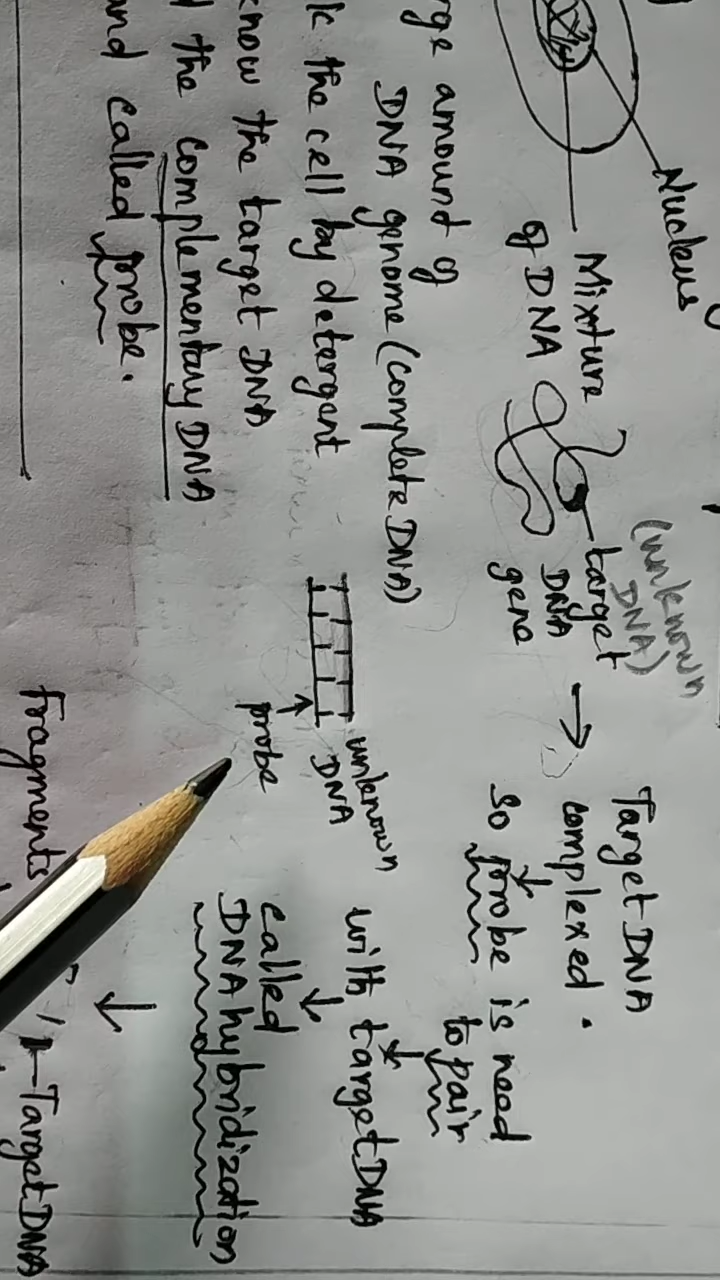 Nucleus
Mixture
of DNA
(unknown
DNA)
target
DNA
gene
→
Target DNA
complexed.
↓
so probe is need
to pair
↓
with target DNA
↓
called
DNA hybridization
amount of
DNA genome (complete DNA)
the cell by detergent
know the target DNA
the complementary DNA
and called probe.
unknown
DNA
↑
probe
↓
Fragments
Target DNA